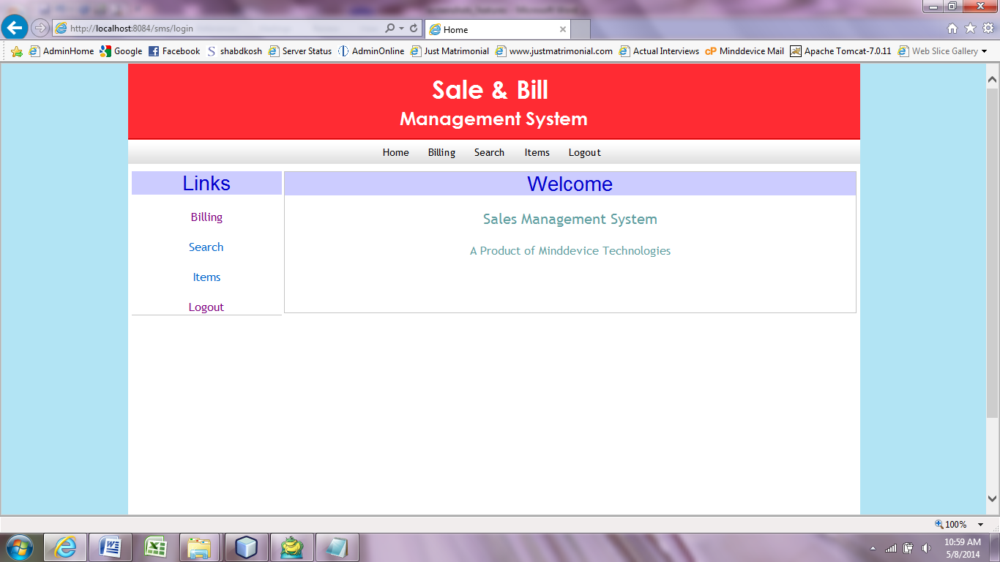 http://localhost:8084/sms/login
Home
AdminHome Google Facebook shabdkosh Server Status AdminOnline Just Matrimonial www.justmatrimonial.com Actual Interviews cP Minddevice Mail Apache Tomcat-7.0.11 Web Slice Gallery
Sale & Bill
Management System
Home Billing Search Items Logout
Links
Billing
Search
Items
Logout
Welcome
Sales Management System
A Product of Minddevice Technologies
100%
10:59 AM
5/8/2014